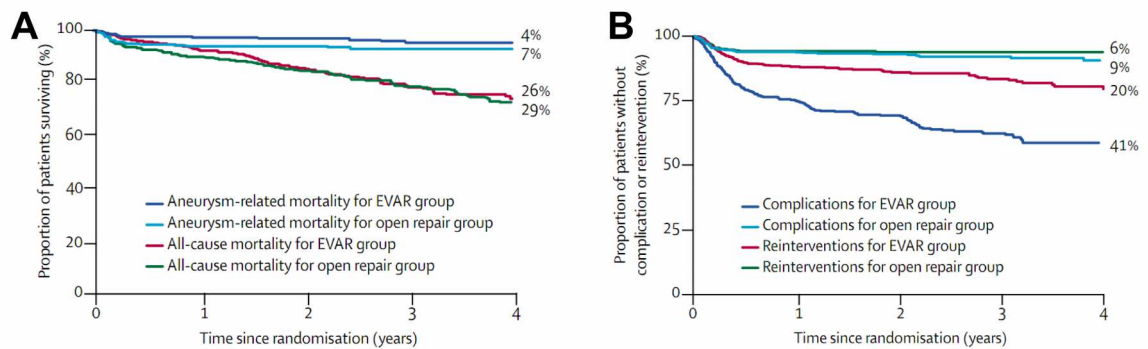 A
Proportion of patients surviving (%)
100
80
60
40
20
0
4%
7%
26%
29%
Aneurysm-related mortality for EVAR group
Aneurysm-related mortality for open repair group
All-cause mortality for EVAR group
All-cause mortality for open repair group
0 1 2 3 4
Time since randomisation (years)
B
Proportion of patients without
complication or reintervention (%)
100
75
50
25
0
6%
9%
20%
41%
Complications for EVAR group
Complications for open repair group
Reinterventions for EVAR group
Reinterventions for open repair group
0 1 2 3 4
Time since randomisation (years)